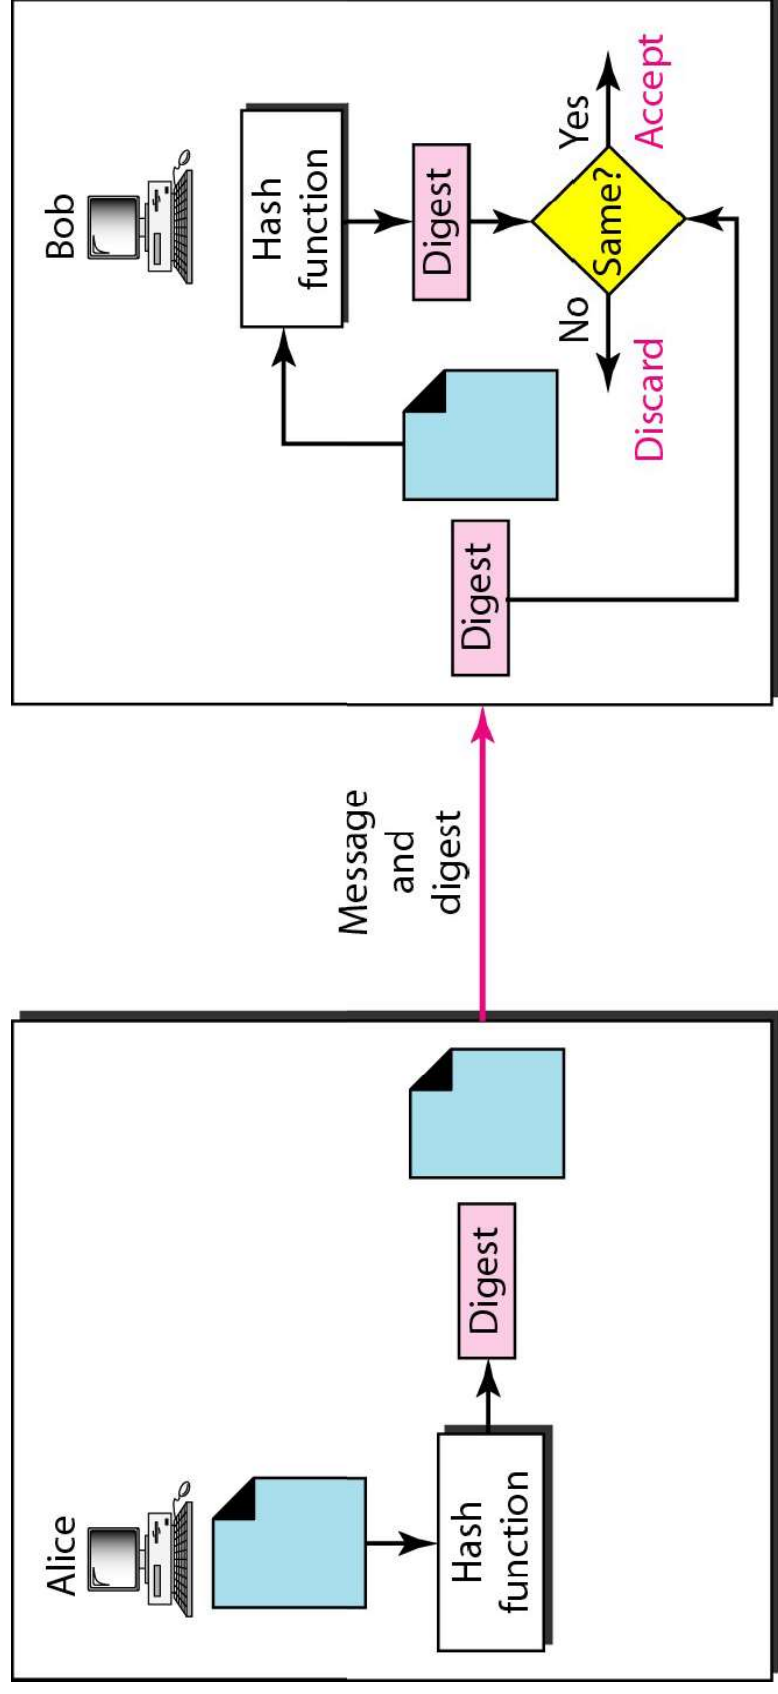 Alice
Hash
function
Digest
Message
and
digest
Bob
Hash
function
Digest
Digest
Same?
No
Yes
Discard
Accept